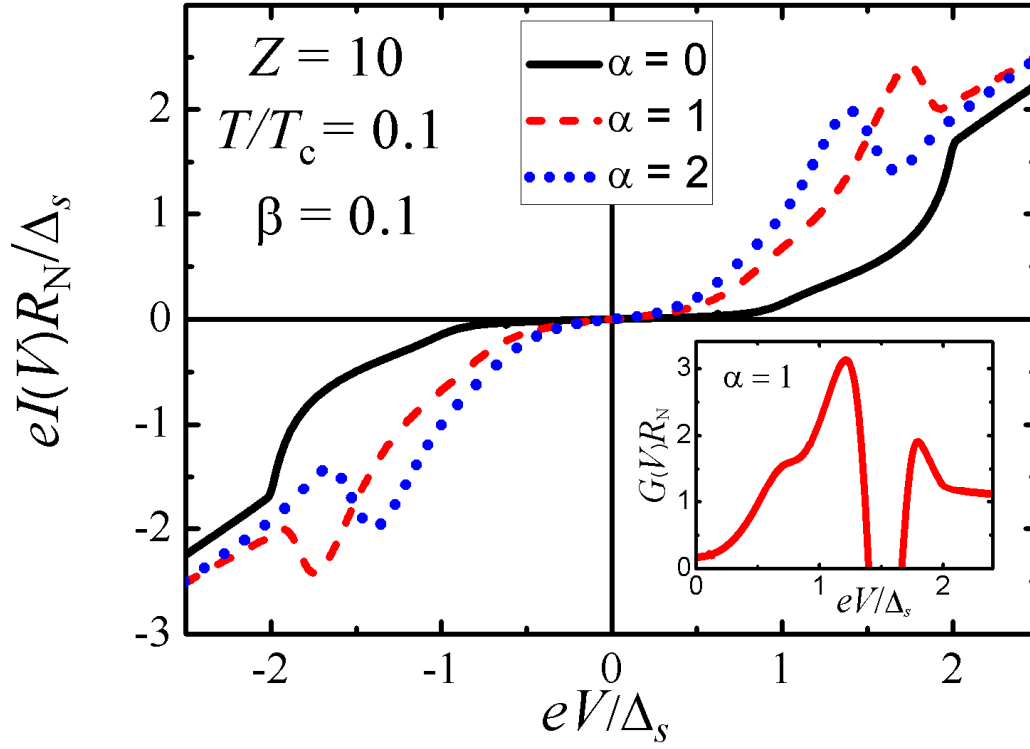 Z = 10
T/Tc = 0.1
β = 0.1
α = 0
α = 1
α = 2
eI(V)RN/Δs
2
1
0
-1
-2
-3
-2
-1
0
1
2
eV/Δs
α = 1
G(V)RN
3
2
1
0
0
1
2
eV/Δs